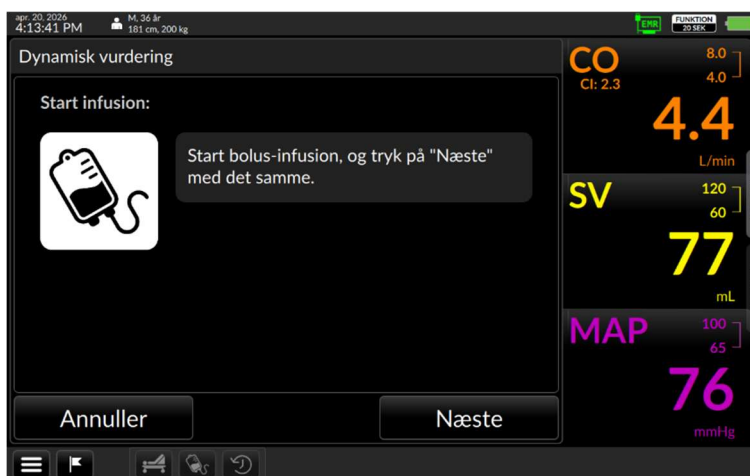 apr. 20, 2026
4:13:41 PM
M, 36 år
181 cm, 200 kg
EMR
FUNKTION
20 SEK
Dynamisk vurdering
Start infusion:
Start bolus-infusion, og tryk på "Næste"
med det samme.
Annuller
Næste
CO
CI: 2.3
8.0
4.0
4.4
L/min
SV
120
60
77
mL
MAP
100
65
76
mmHg